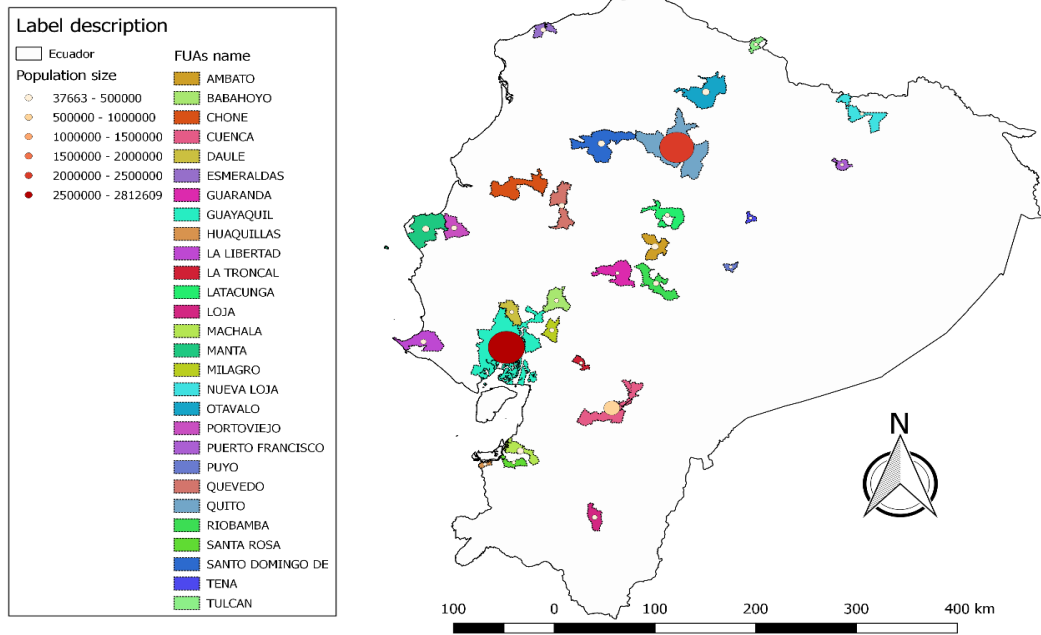 Label description
Ecuador
Population size
37663 - 500000
500000 - 1000000
1000000 - 1500000
1500000 - 2000000
2000000 - 2500000
2500000 - 2812609
FUAs name
AMBATO
BABAHOYO
CHONE
CUENCA
DAULE
ESMERALDAS
GUARANDA
GUAYAQUIL
HUAQUILLAS
LA LIBERTAD
LA TRONCAL
LATACUNGA
LOJA
MACHALA
MANTA
MILAGRO
NUEVA LOJA
OTAVALO
PORTOVIEJO
PUERTO FRANCISCO
PUYO
QUEVEDO
QUITO
RIOBAMBA
SANTA ROSA
SANTO DOMINGO DE
TENA
TULCAN
N
100 0 100 200 300 400 km